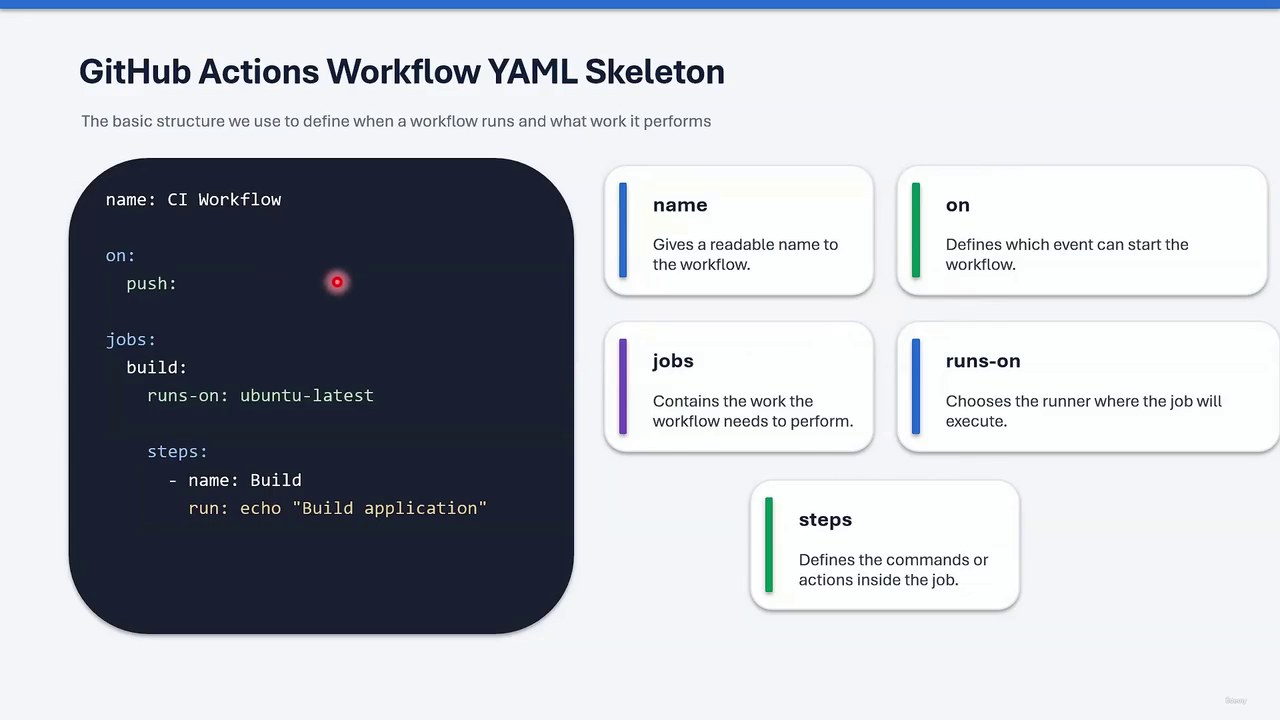 GitHub Actions Workflow YAML Skeleton
The basic structure we use to define when a workflow runs and what work it performs
name: CI Workflow
on:
push:
jobs:
build:
runs-on: ubuntu-latest
steps:
- name: Build
run: echo "Build application"
name
Gives a readable name to
the workflow.
on
Defines which event can start the
workflow.
jobs
Contains the work the
workflow needs to perform.
runs-on
Chooses the runner where the job will
execute.
steps
Defines the commands or
actions inside the job.